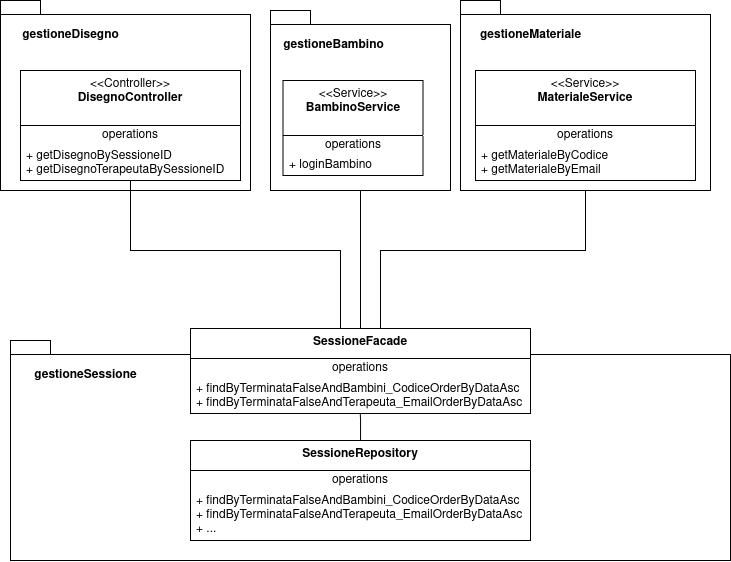 gestioneDisegno
<<Controller>>
DisegnoController
operations
+ getDisegnoBySessioneID
+ getDisegnoTerapeutaBySessioneID
gestioneBambino
<<Service>>
BambinoService
operations
+ loginBambino
gestioneMateriale
<<Service>>
MaterialeService
operations
+ getMaterialeByCodice
+ getMaterialeByEmail
gestioneSessione
SessioneFacade
operations
+ findByTerminataFalseAndBambini_CodiceOrderByDataAsc
+ findByTerminataFalseAndTerapeuta_EmailOrderByDataAsc
SessioneRepository
operations
+ findByTerminataFalseAndBambini_CodiceOrderByDataAsc
+ findByTerminataFalseAndTerapeuta_EmailOrderByDataAsc
+ ...